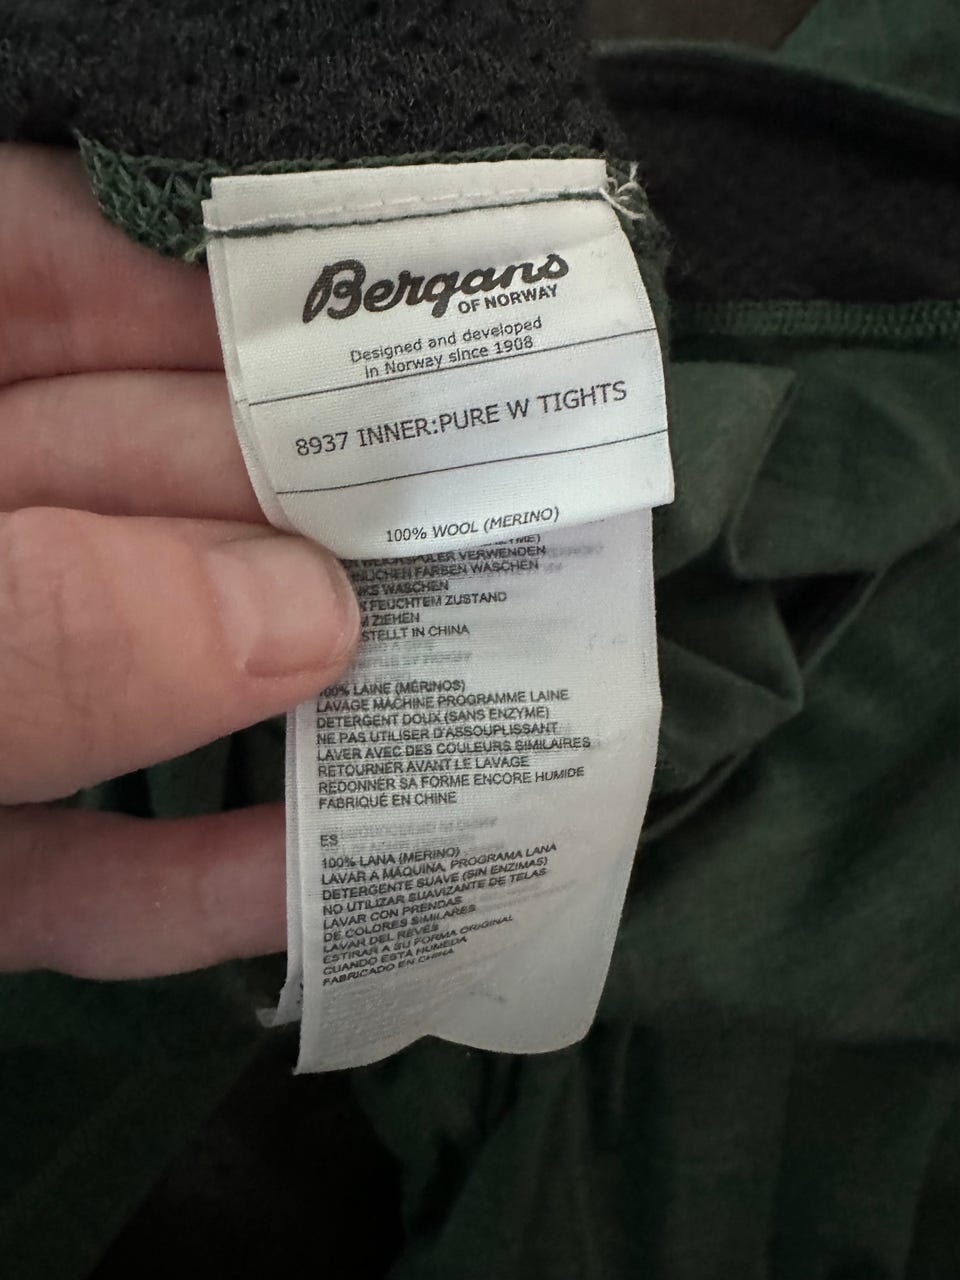 Bergans
OF NORWAY
Designed and developed
in Norway since 1908
8937 INNER:PURE W TIGHTS
100% WOOL (MERINO)
VERWENDEN
FARBEN WASCHEN
WASCHEN
FEUCHTEM ZUSTAND
ZIEHEN
STELLT IN CHINA
100% LAINE (MÉRINOS)
LAVAGE MACHINE PROGRAMME LAINE
DÉTERGENT DOUX (SANS ENZYME)
NE PAS UTILISER D'ASSOUPLISSANT
LAVER AVEC DES COULEURS SIMILAIRES
RETOURNER AVANT LE LAVAGE
REDONNER SA FORME ENCORE HUMIDE
FABRIQUÉ EN CHINE
ES
100% LANA (MERINO)
LAVAR A MÁQUINA, PROGRAMA LANA
DETERGENTE SUAVE (SIN ENZIMAS)
NO UTILIZAR SUAVIZANTE DE TELAS
LAVAR CON PRENDAS
DE COLORES SIMILARES
LAVAR DEL REVÉS
ESTIRAR A SU FORMA ORIGINAL
CUANDO ESTÁ HÚMEDA
FABRICADO EN CHINA